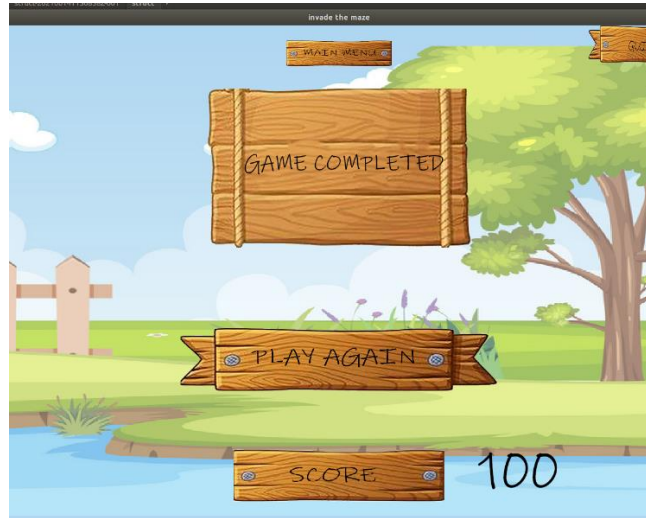 invade the maze
MAIN MENU
GAME COMPLETED
PLAY AGAIN
SCORE
100